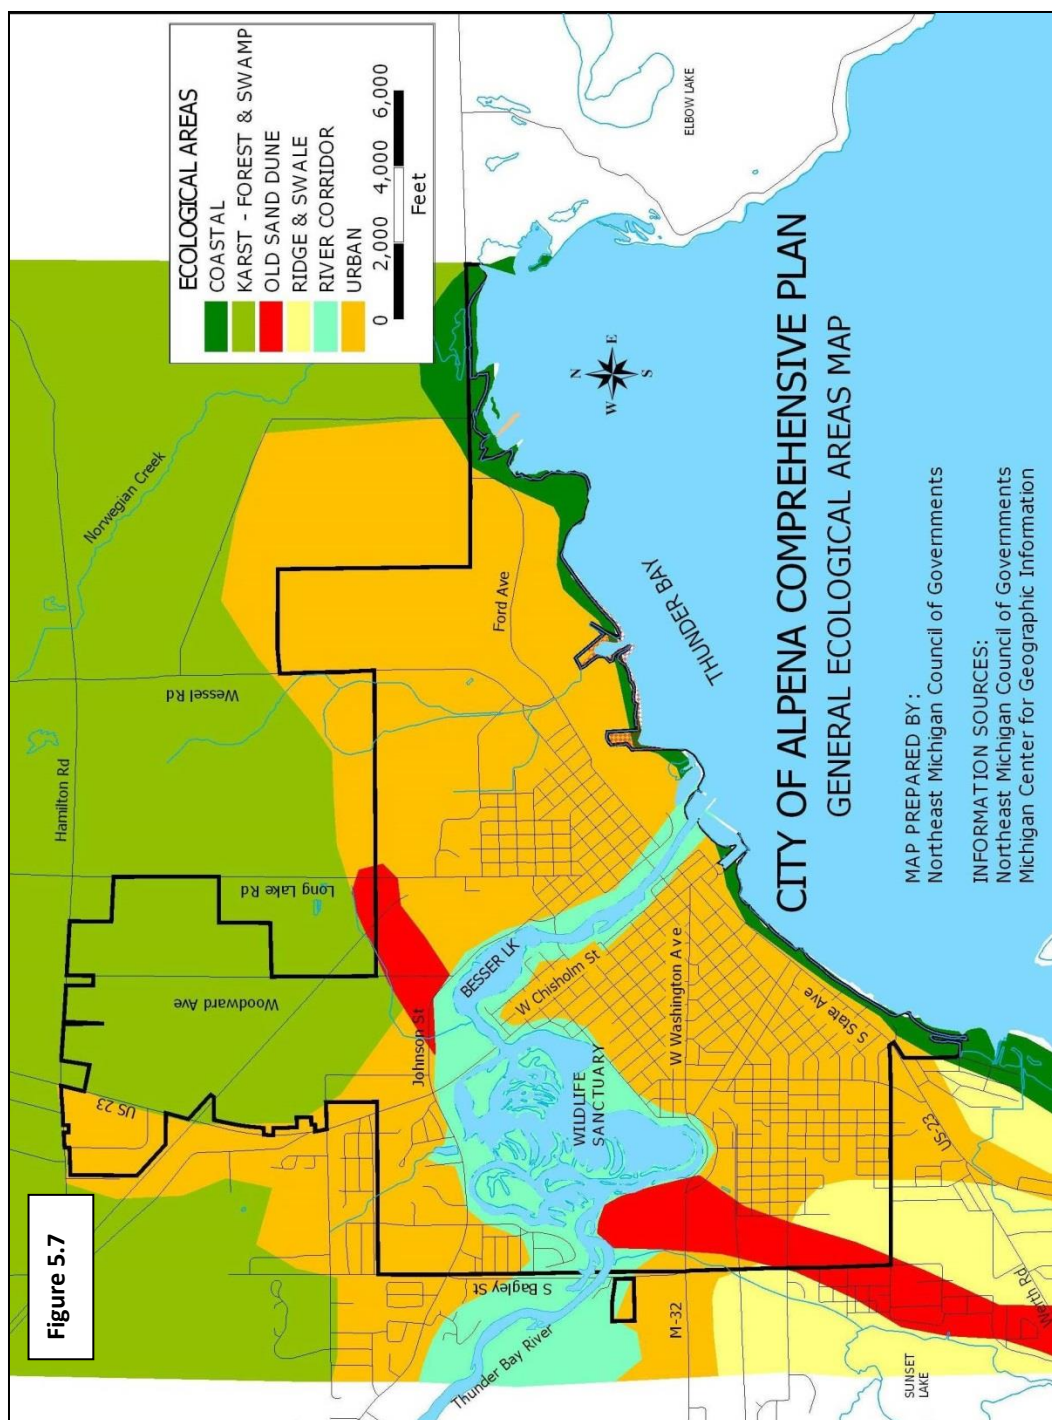 Figure 5.7
ECOLOGICAL AREAS
COASTAL
KARST - FOREST & SWAMP
OLD SAND DUNE
RIDGE & SWALE
RIVER CORRIDOR
URBAN
0 2,000 4,000 6,000
Feet
Hamilton Rd
Norwegian Creek
Wessel Rd
Long Lake Rd
Woodward Ave
US 23
Johnson St
Ford Ave
BESSER LK
W Chisholm St
WILDLIFE
SANCTUARY
W Washington Ave
S State Ave
US-23
S Bagley St
Thunder Bay River
M-32
Werth Rd
SUNSET
LAKE
ELBOW LAKE
THUNDER BAY
N
W E
S
CITY OF ALPENA COMPREHENSIVE PLAN
GENERAL ECOLOGICAL AREAS MAP
MAP PREPARED BY:
Northeast Michigan Council of Governments
INFORMATION SOURCES:
Northeast Michigan Council of Governments
Michigan Center for Geographic Information